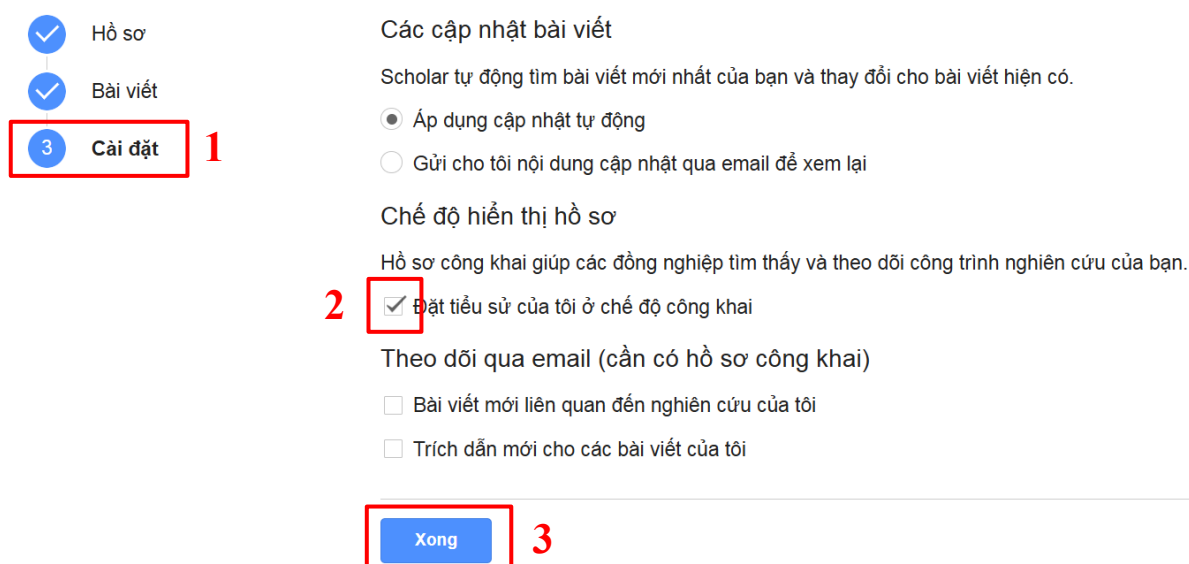 Hồ sơ
Bài viết
3 Cài đặt 1
Các cập nhật bài viết
Scholar tự động tìm bài viết mới nhất của bạn và thay đổi cho bài viết hiện có.
Áp dụng cập nhật tự động
Gửi cho tôi nội dung cập nhật qua email để xem lại
Chế độ hiển thị hồ sơ
Hồ sơ công khai giúp các đồng nghiệp tìm thấy và theo dõi công trình nghiên cứu của bạn.
2 Đặt tiểu sử của tôi ở chế độ công khai
Theo dõi qua email (cần có hồ sơ công khai)
Bài viết mới liên quan đến nghiên cứu của tôi
Trích dẫn mới cho các bài viết của tôi
Xong 3